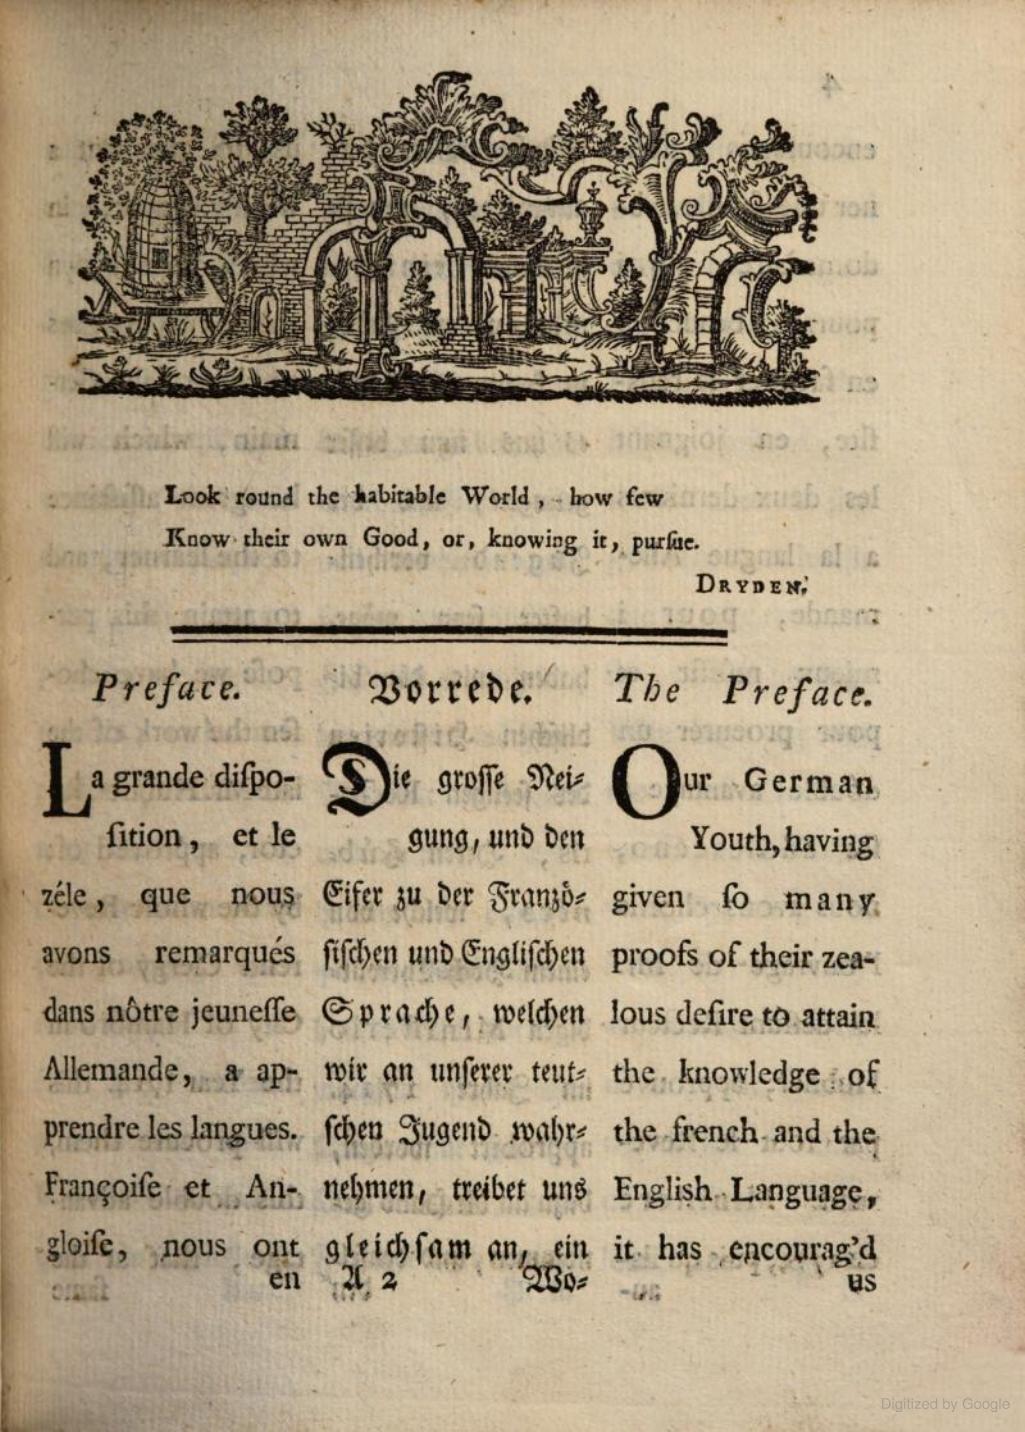 Look round the habitable World, how few
Know their own Good, or, knowing it, purſue.
DRYDEN.
Preface.
La grande diſpo-
ſition, et le
zéle, que nous
avons remarqués
dans nôtre jeuneſſe
Allemande, a ap-
prendre les langues.
Françoiſe et An-
gloiſe, nous ont
en
Vorrede.
Die groſſe Nei-
gung, und den
Eifer zu der Franzö-
ſiſchen und Engliſchen
Sprache, welchen
wir an unſerer teut-
ſchen Jugend wahr-
nehmen, treibet uns
gleichſam an, ein
A 2 Wö-
The Preface.
Our German
Youth, having
given ſo many
proofs of their zea-
lous deſire to attain
the knowledge of
the french and the
English Language,
it has encourag'd
us
Digitized by Google